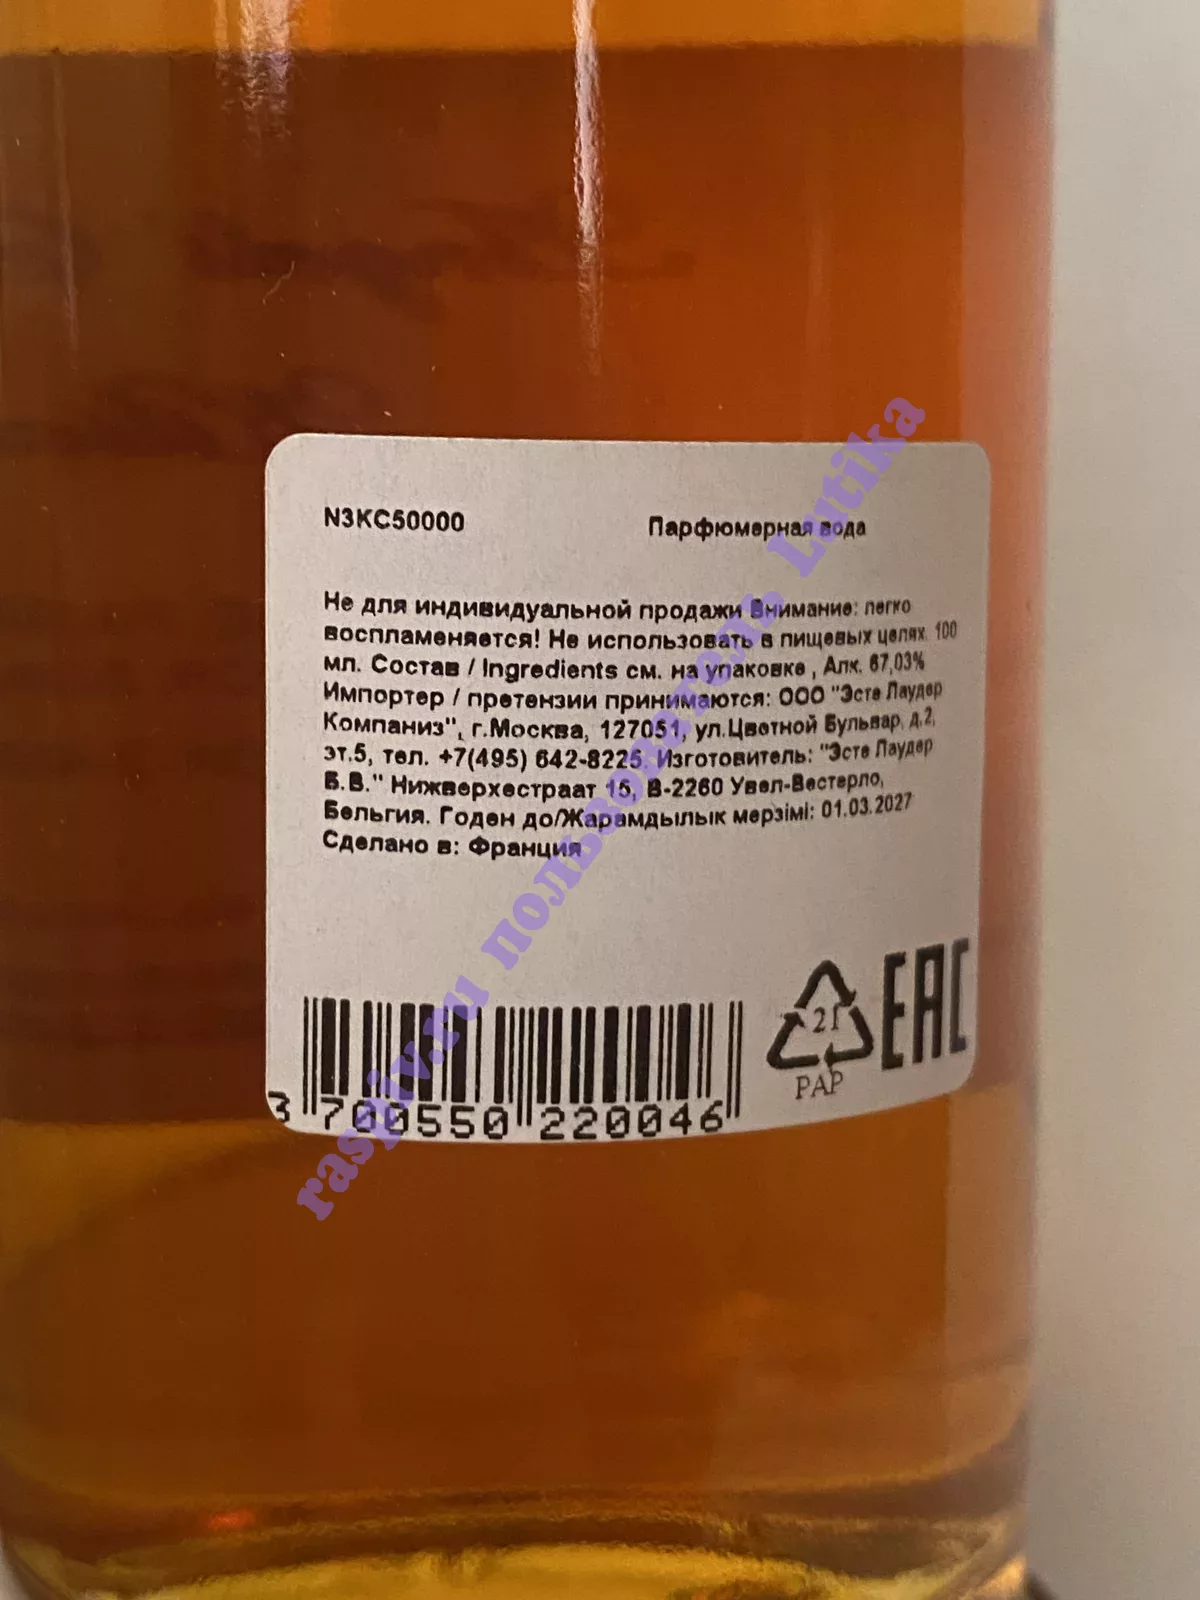 N3KC50000
Парфюмерная вода
Не для индивидуальной продажи Внимание: легко
воспламеняется! Не использовать в пищевых целях. 100
мл. Состав / Ingredients см. на упаковке , Алк. 67,03%
Импортер / претензии принимаются: ООО "Эсте Лаудер
Компаниз", г.Москва, 127051, ул.Цветной Бульвар, д.2,
эт.5, тел. +7(495) 642-8225. Изготовитель: "Эсте Лаудер
Б.В." Нижверхестраат 15, B-2260 Увел-Вестерло,
Бельгия. Годен до/Жарамдылык мерзімі: 01.03.2027
Сделано в: Франция
21
PAP
EAC
3 700550 220046
raspiv.ru пользователь Lutika